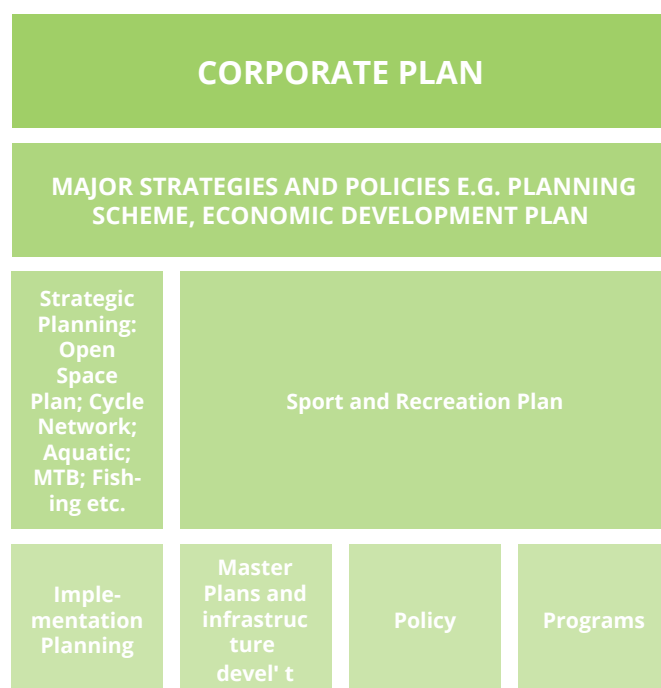 CORPORATE PLAN
MAJOR STRATEGIES AND POLICIES E.G. PLANNING
SCHEME, ECONOMIC DEVELOPMENT PLAN
Strategic
Planning:
Open
Space
Plan; Cycle
Network;
Aquatic;
MTB; Fish-
ing etc.
Sport and Recreation Plan
Imple-
mentation
Planning
Master
Plans and
infrastruc
ture
devel' t
Policy
Programs